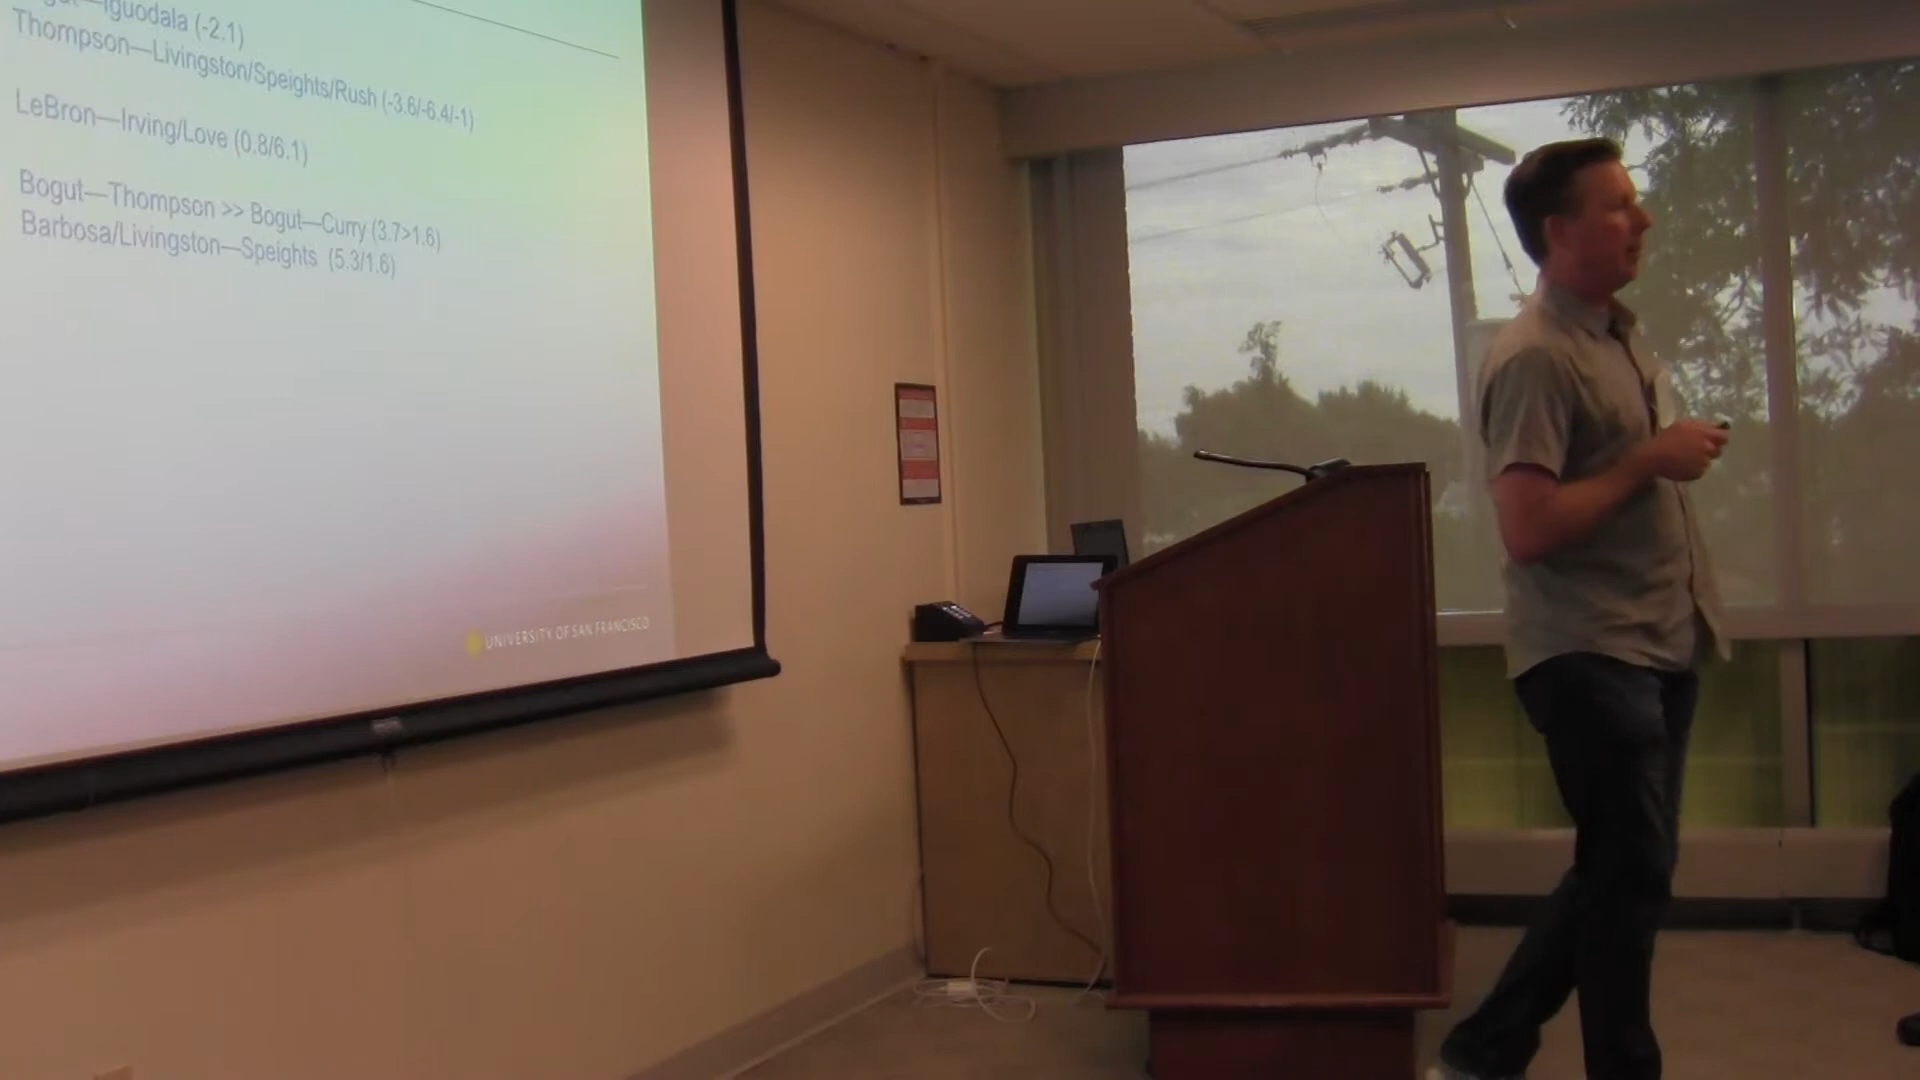 Iguodala (-2.1)
Thompson—Livingston/Speights/Rush (-3.6/-6.4/-1)
LeBron—Irving/Love (0.8/6.1)
Bogut—Thompson >> Bogut—Curry (3.7>1.6)
Barbosa/Livingston—Speights (5.3/1.6)
UNIVERSITY OF SAN FRANCISCO